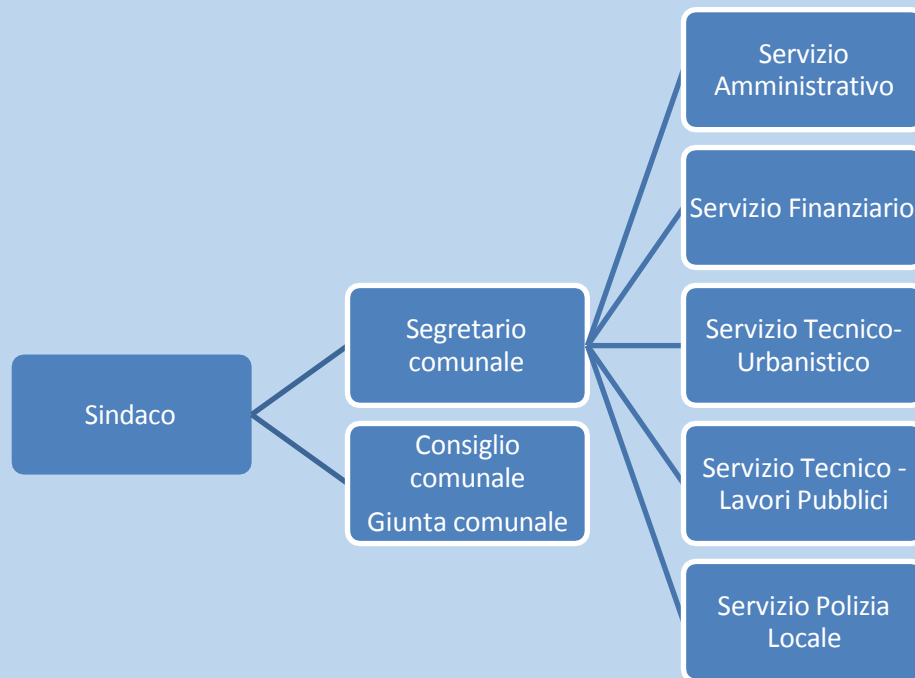 Sindaco
Segretario
comunale
Consiglio
comunale
Giunta comunale
Servizio
Amministrativo
Servizio Finanziario
Servizio Tecnico-
Urbanistico
Servizio Tecnico -
Lavori Pubblici
Servizio Polizia
Locale